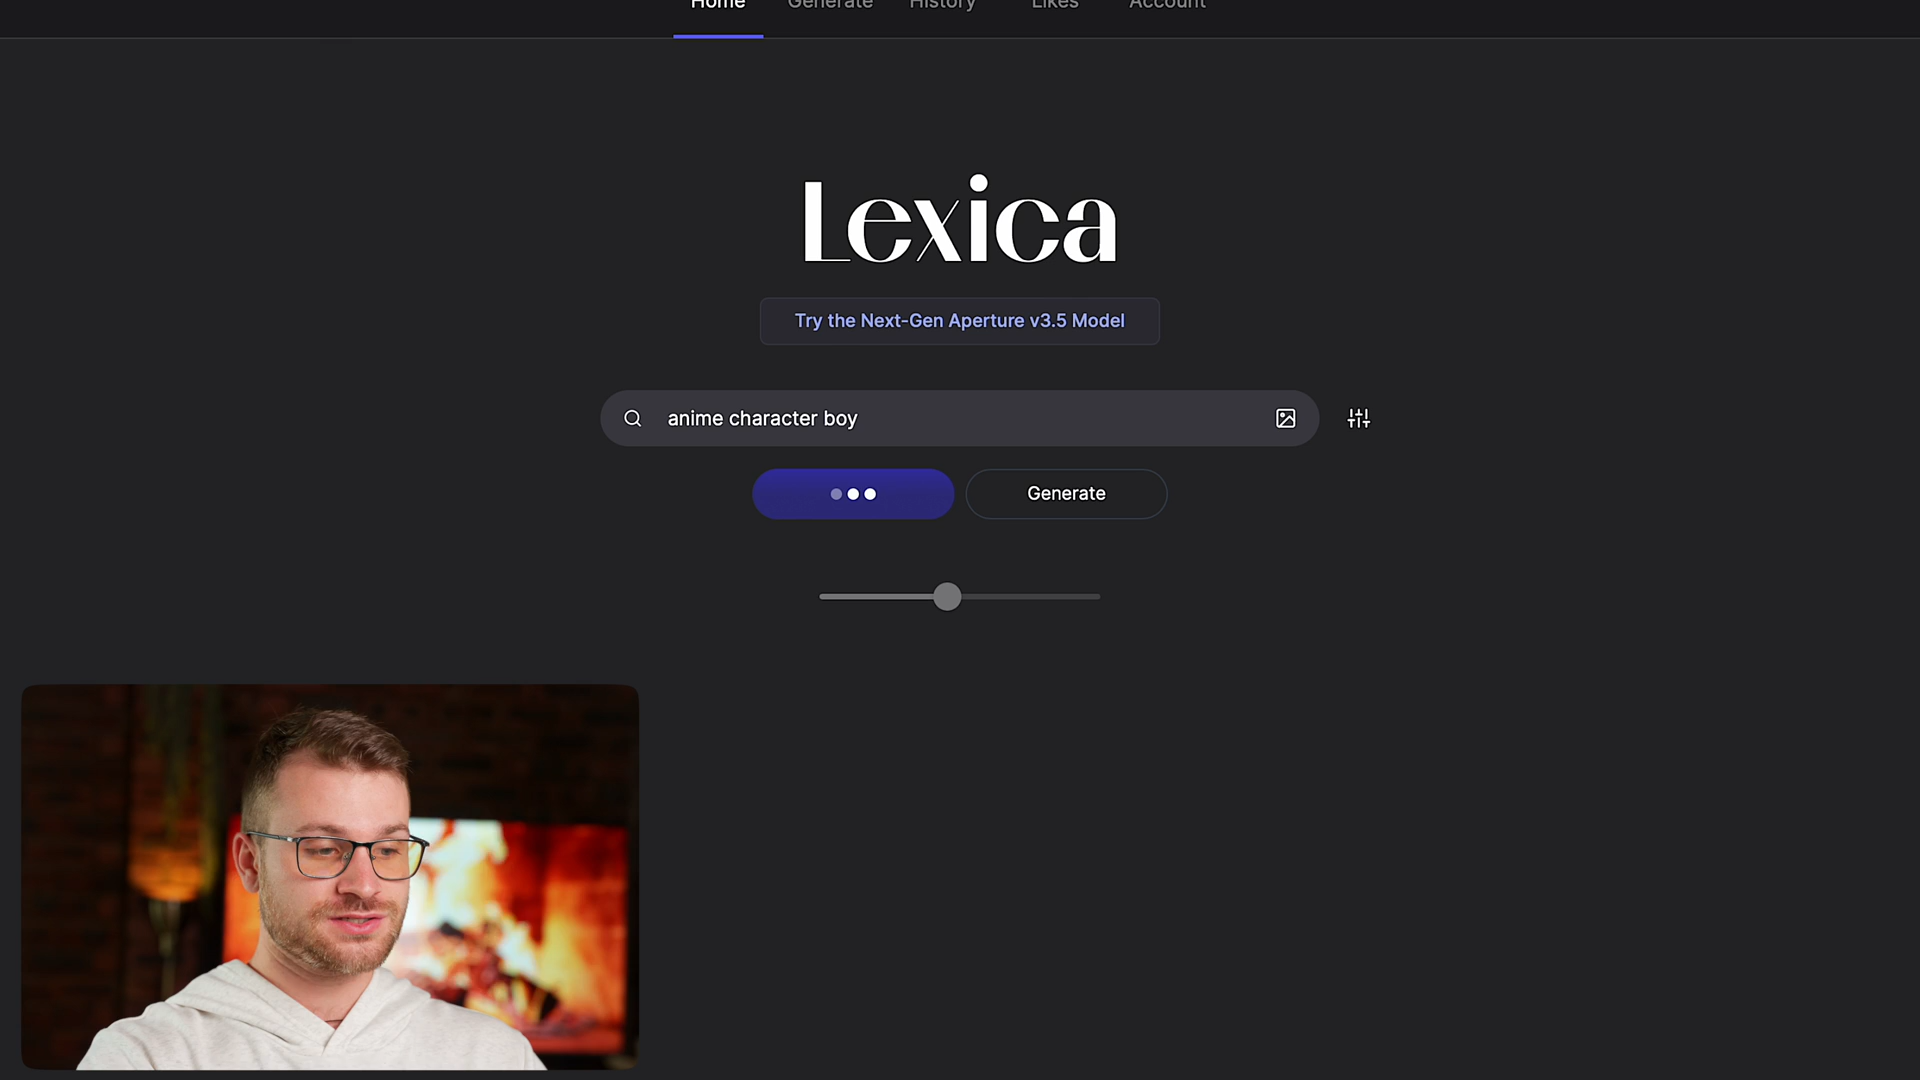 Home Generate History Likes Account
Lexica
Try the Next-Gen Aperture v3.5 Model
anime character boy
Generate